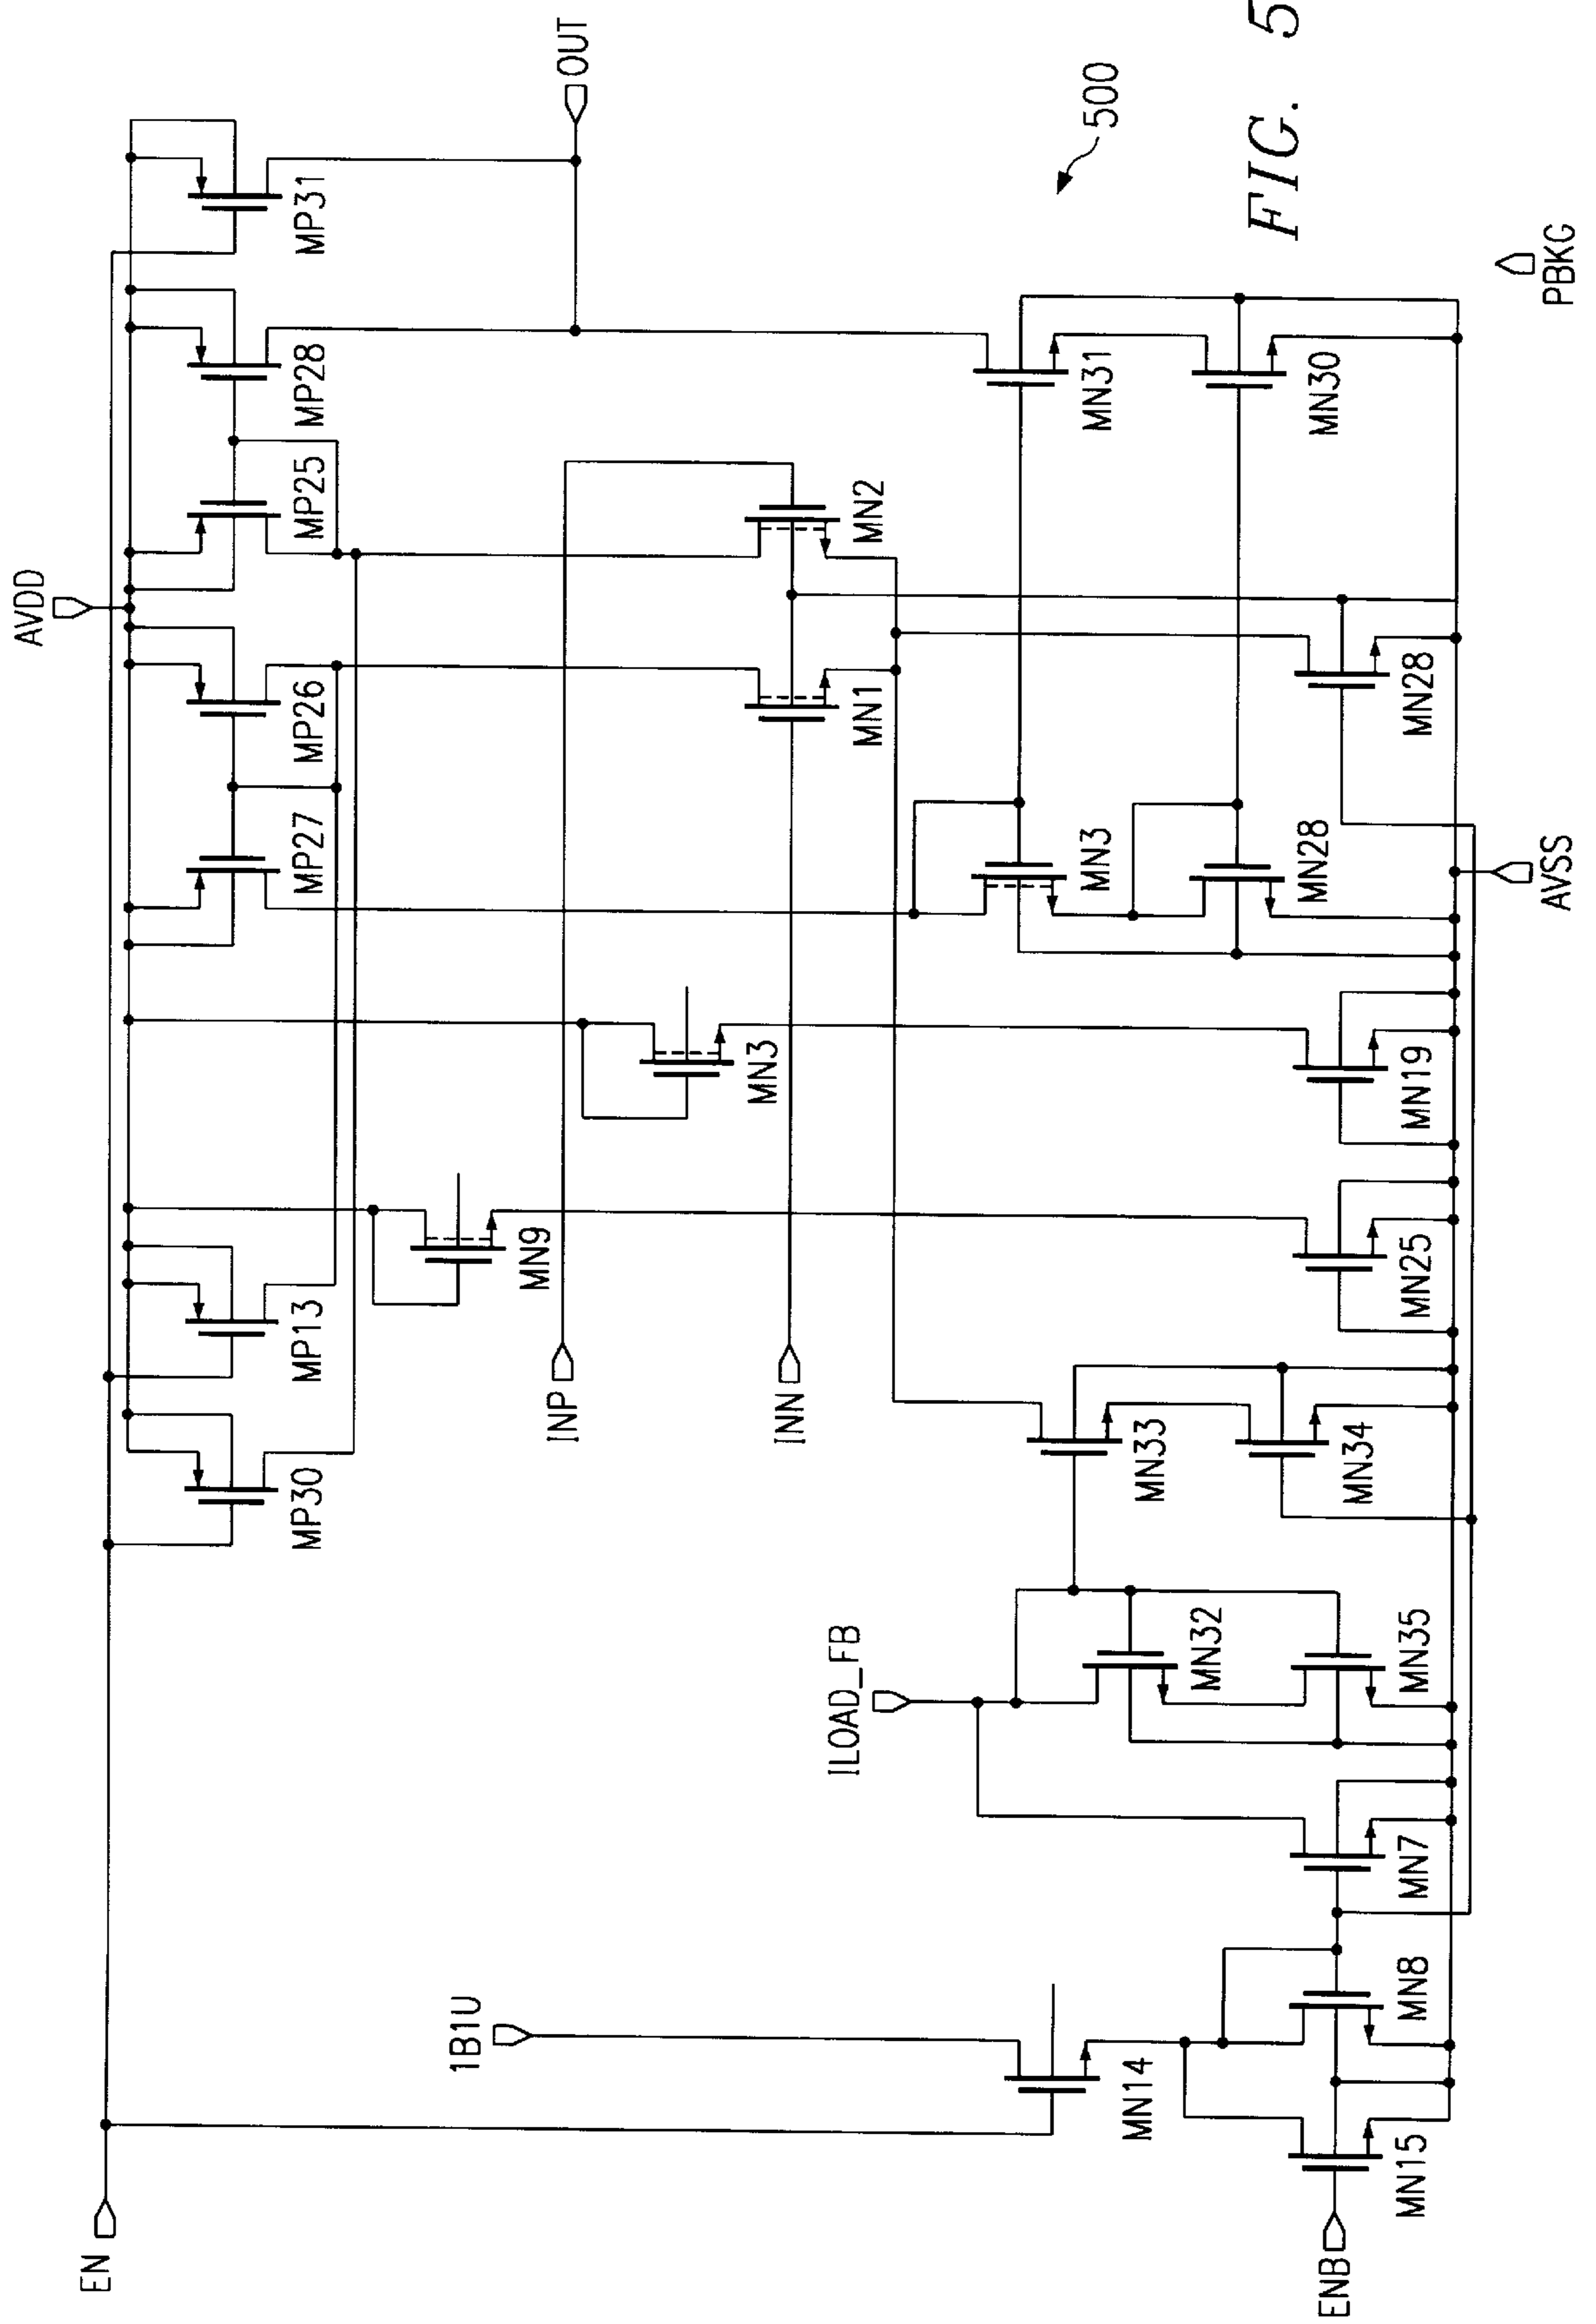 AVDD
EN
MP30
MP13
MP27
MP26
MP25
MP28
MP31
OUT
MN9
MN3
INP
INN
MN1
MN2
1B1U
ILOAD_FB
MN14
MN33
MN3
MN31
ENB
MN15
MN8
MN7
MN32
MN35
MN34
MN25
MN19
MN28
MN28
MN30
AVSS
PBKG
500
FIG. 5